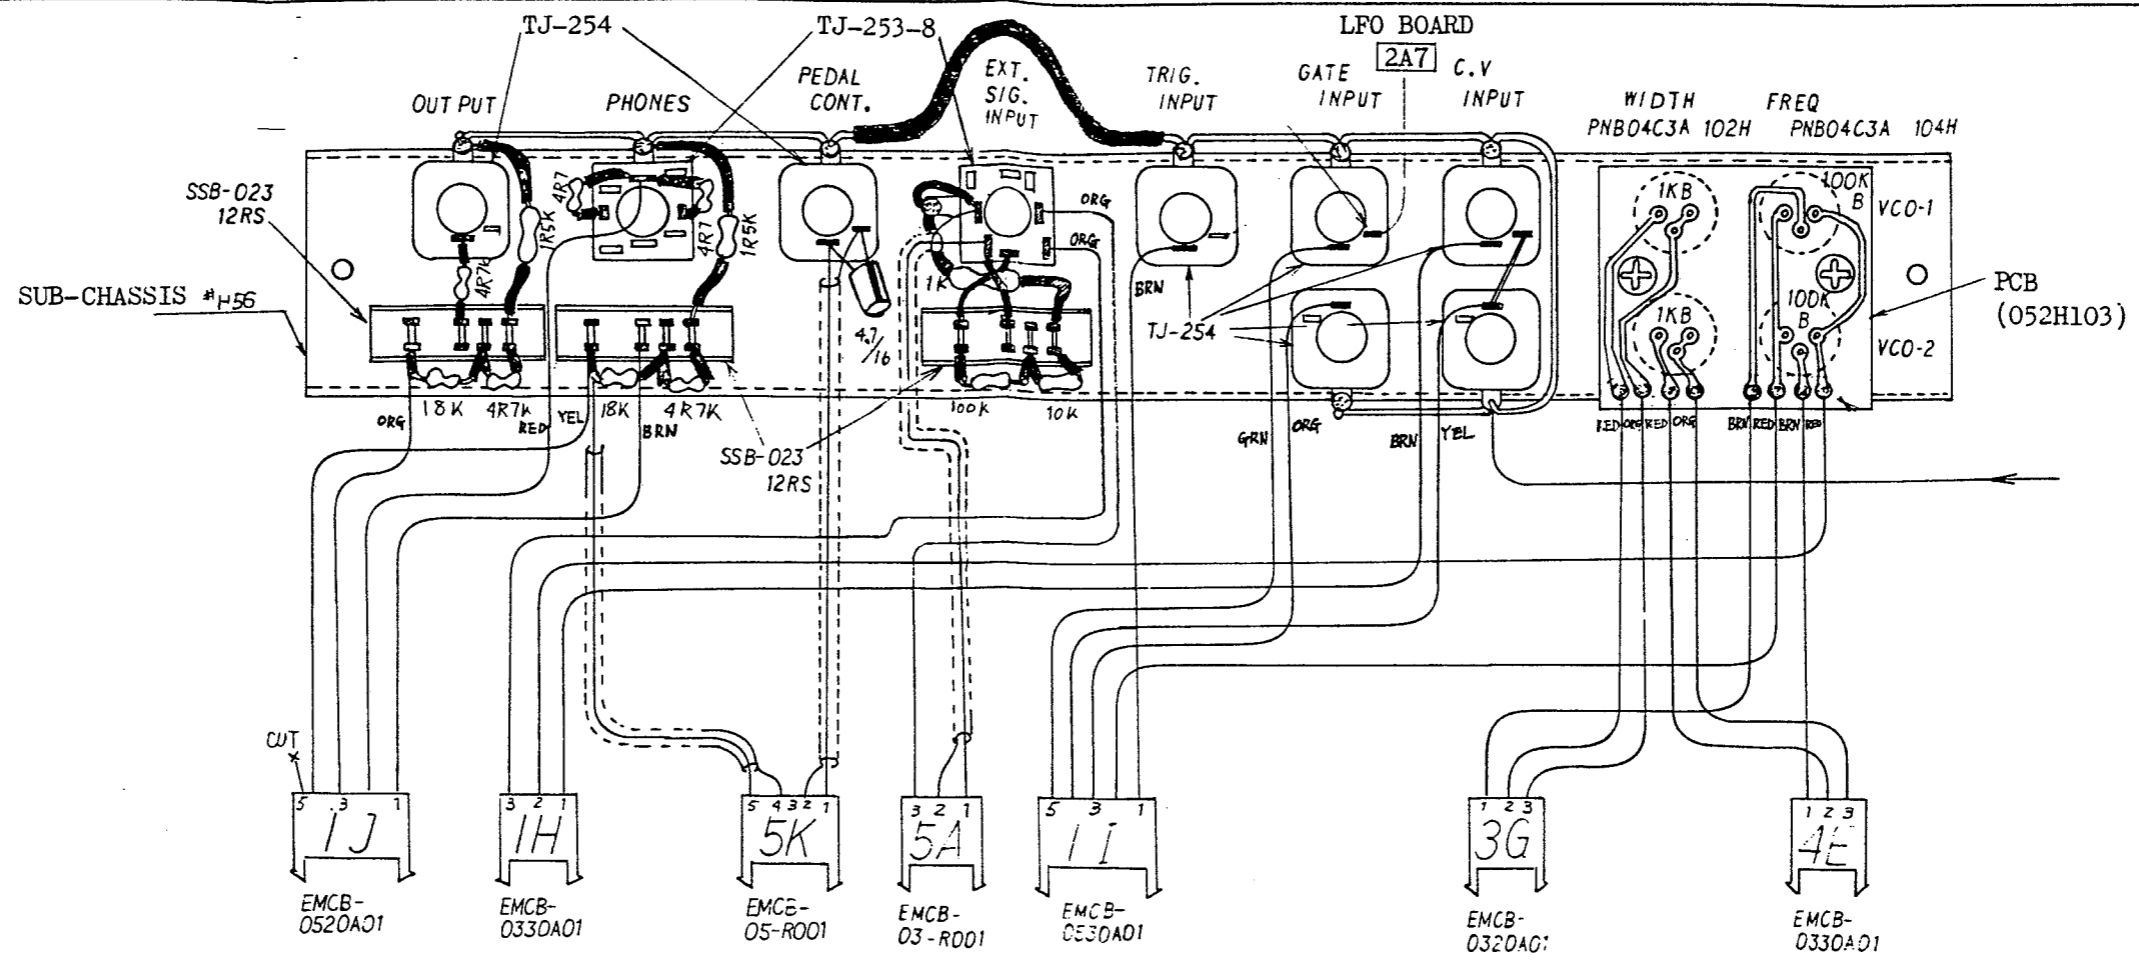 TJ-254
TJ-253-8
LFO BOARD
2A7
OUTPUT
PHONES
PEDAL
CONT.
EXT.
SIG.
INPUT
TRIG.
INPUT
GATE
INPUT
C.V
INPUT
WIDTH
PNB04C3A 102H
FREQ
PNB04C3A 104H
SSB-023
12RS
SUB-CHASSIS #H56
1R5K
4R7K
4R7
4R7
1R5K
4.7/16
1K
ORG
ORG
BRN
TJ-254
1KB
1KB
100K
B
100K
B
VCO-1
VCO-2
PCB
(052H103)
ORG
18K
4R7K
RED
YEL
18K
BRN
4R7K
SSB-023
12RS
100K
10K
GRN
ORG
BRN
YEL
RED ORG RED ORG
BRN RED BRN RED
CUT
5 3 1
1J
EMCB-
0520A01
3 2 1
1H
EMCB-
0330A01
5 4 3 2 1
5K
EMCB-
05-R001
3 2 1
5A
EMCB-
03-R001
5 3 1
1I
EMCB-
0530A01
1 2 3
3G
EMCB-
0320A01
1 2 3
4E
EMCB-
0330A01